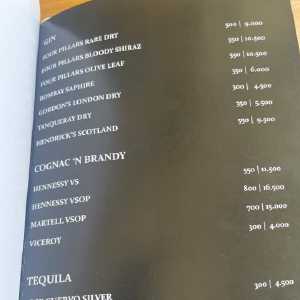 GIN
FOUR PILLARS RARE DRY 500 | 9.000
FOUR PILLARS BLOODY SHIRAZ 550 | 10.500
FOUR PILLARS OLIVE LEAF 550 | 10.500
BOMBAY SAPHIRE 350 | 6.000
GORDON'S LONDON DRY 300 | 4.500
TANQUERAY DRY 350 | 5.500
HENDRICK'S SCOTLAND 550 | 9.500
COGNAC 'N BRANDY
HENNESSY VS 550 | 11.500
HENNESSY VSOP 800 | 16.500
MARTELL VSOP 700 | 15.000
VICEROY 300 | 4.000
TEQUILA
CUERVO SILVER 300 | 4.500